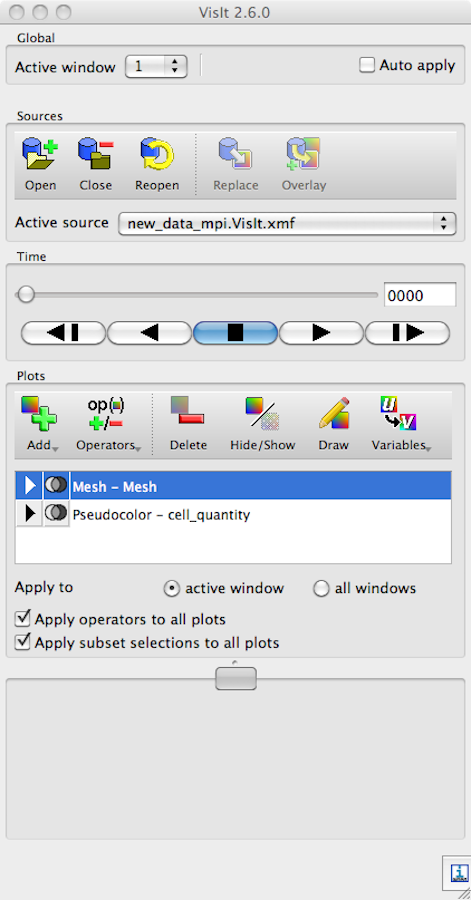 VisIt 2.6.0
Global
Active window 1 Auto apply
Sources
Open Close Reopen Replace Overlay
Active source new_data_mpi.VisIt.xmf
Time
0000
Plots
op(:) +/-
Add Operators Delete Hide/Show Draw Variables
Mesh – Mesh
Pseudocolor – cell_quantity
Apply to active window all windows
Apply operators to all plots
Apply subset selections to all plots